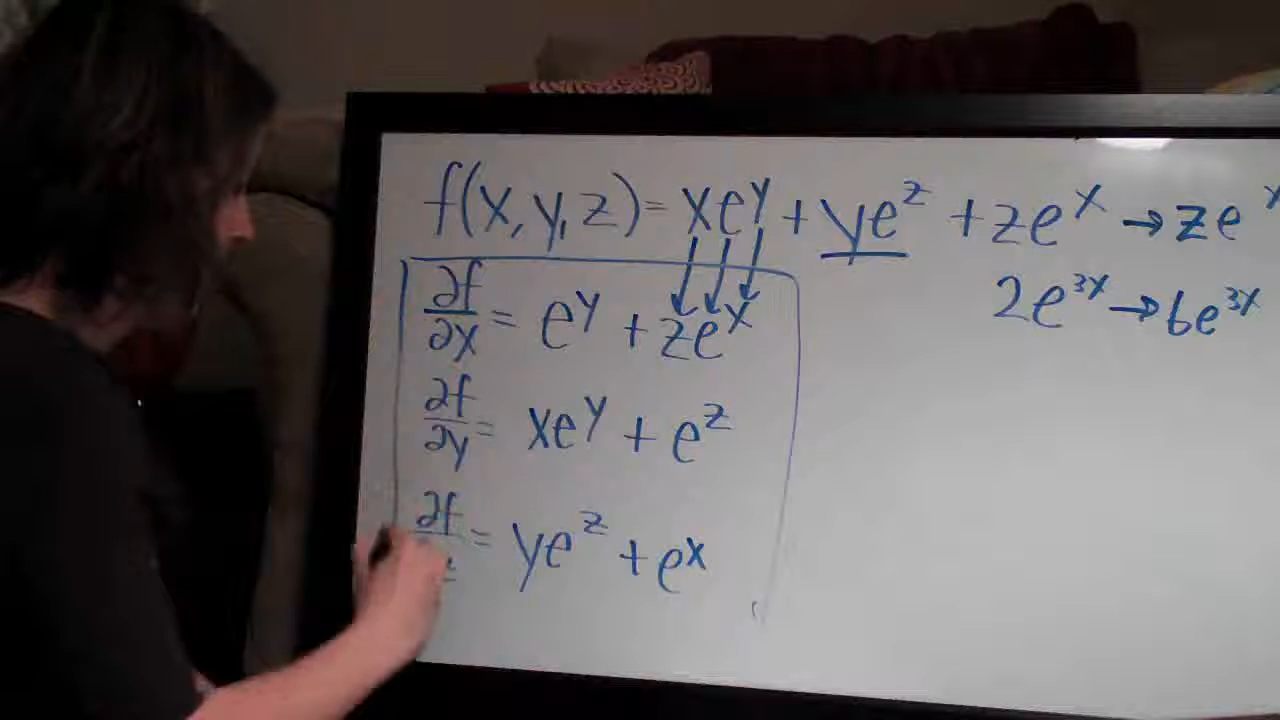 f(x,y,z)= xe^y + ye^z + ze^x → ze^x
2e^3x → 6e^3x
∂f/∂x = e^y + ze^x
∂f/∂y = xe^y + e^z
∂f = ye^z + e^x